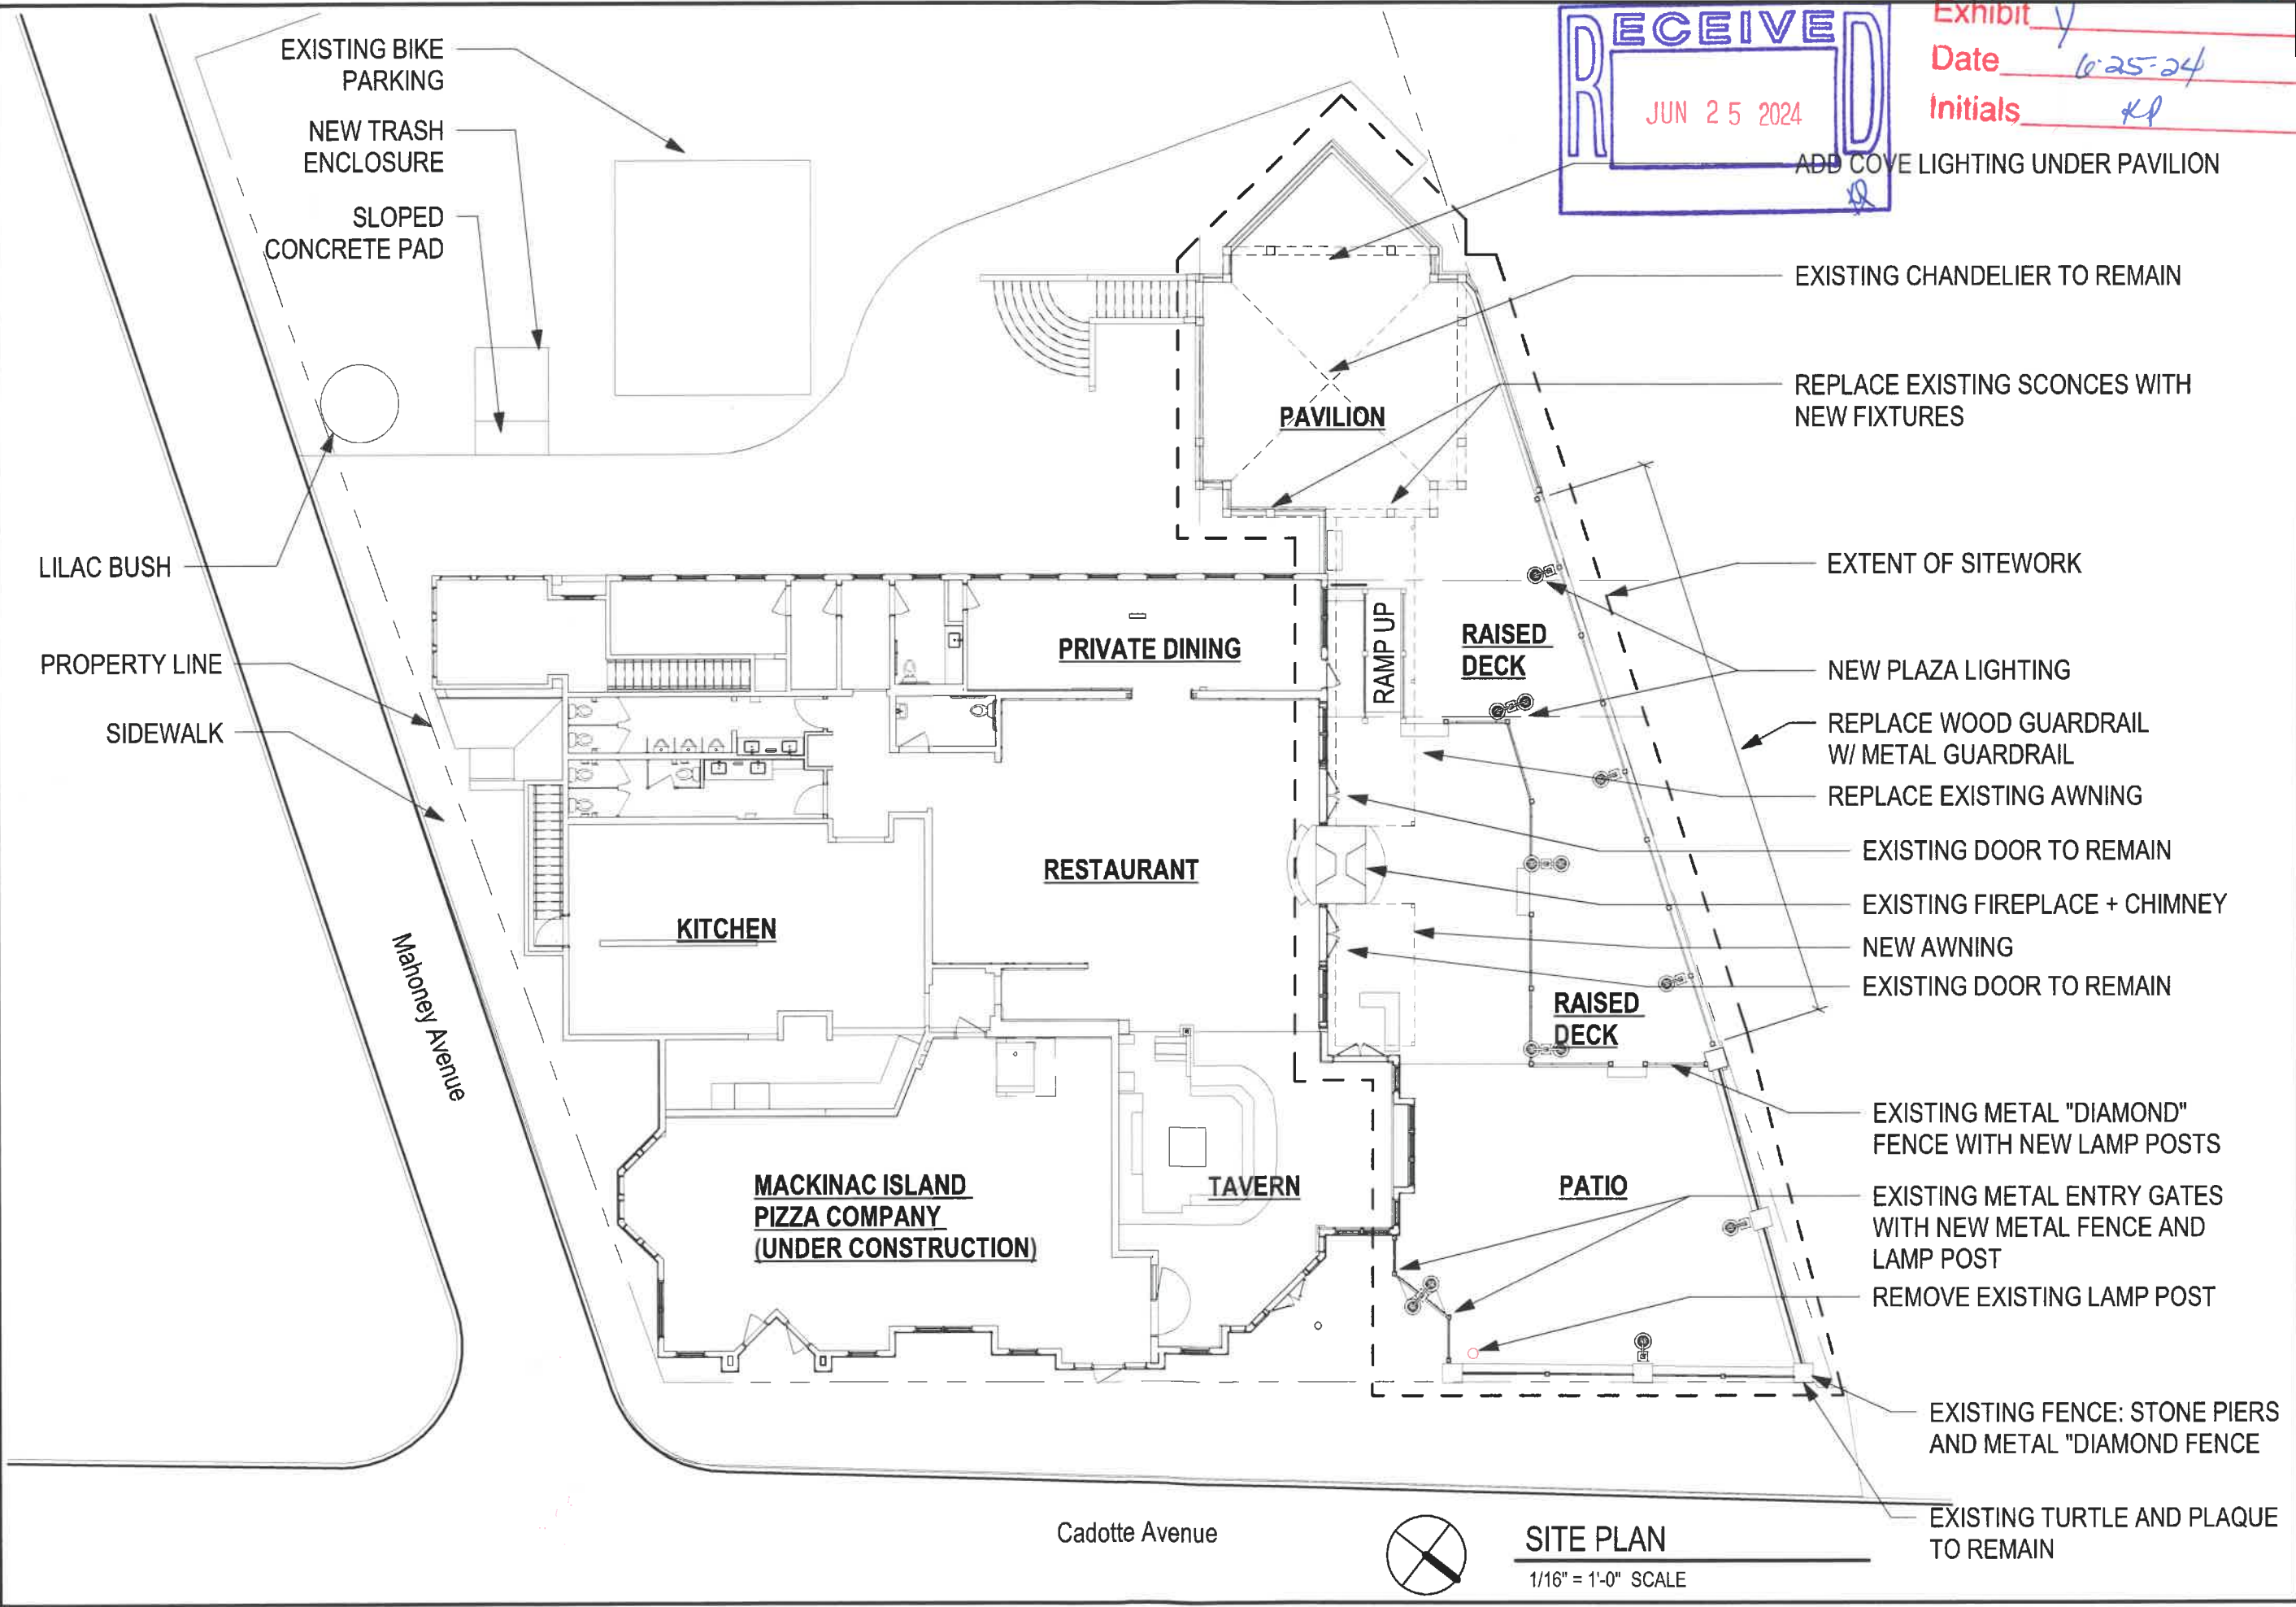 RECEIVED
JUN 25 2024
Exhibit Y
Date 6-25-24
Initials KP
EXISTING BIKE
PARKING
NEW TRASH
ENCLOSURE
SLOPED
CONCRETE PAD
LILAC BUSH
PROPERTY LINE
SIDEWALK
Mahoney Avenue
ADD COVE LIGHTING UNDER PAVILION
EXISTING CHANDELIER TO REMAIN
REPLACE EXISTING SCONCES WITH
NEW FIXTURES
EXTENT OF SITEWORK
NEW PLAZA LIGHTING
REPLACE WOOD GUARDRAIL
W/ METAL GUARDRAIL
REPLACE EXISTING AWNING
EXISTING DOOR TO REMAIN
EXISTING FIREPLACE + CHIMNEY
NEW AWNING
EXISTING DOOR TO REMAIN
EXISTING METAL "DIAMOND"
FENCE WITH NEW LAMP POSTS
EXISTING METAL ENTRY GATES
WITH NEW METAL FENCE AND
LAMP POST
REMOVE EXISTING LAMP POST
EXISTING FENCE: STONE PIERS
AND METAL "DIAMOND FENCE
EXISTING TURTLE AND PLAQUE
TO REMAIN
PAVILION
PRIVATE DINING
RAMP UP
RAISED
DECK
RESTAURANT
KITCHEN
RAISED
DECK
MACKINAC ISLAND
PIZZA COMPANY
(UNDER CONSTRUCTION)
TAVERN
PATIO
Cadotte Avenue
SITE PLAN
1/16" = 1'-0" SCALE